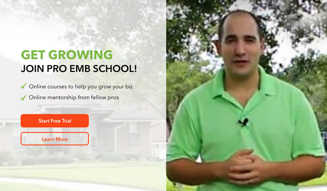 GET GROWING
JOIN PRO EMB SCHOOL!
Online courses to help you grow your biz
Online mentorship from fellow pros
Start Free Trial
Learn More